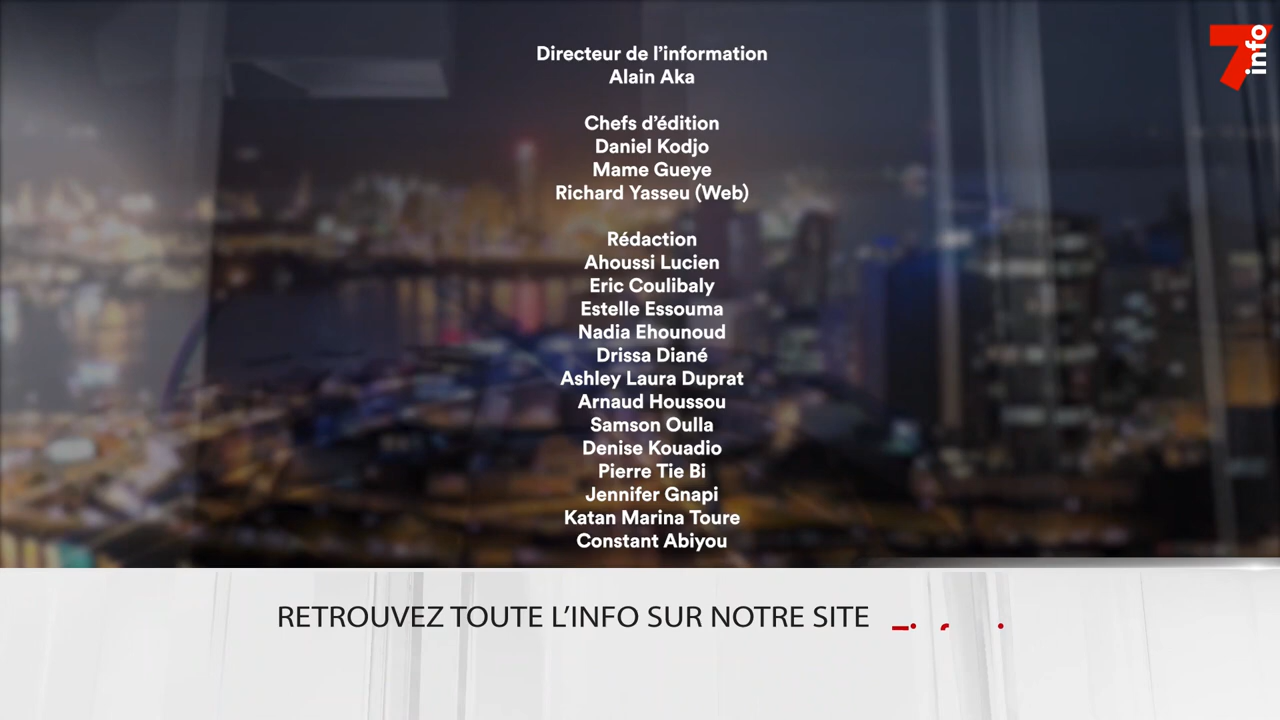 7
info
Directeur de l'information
Alain Aka
Chefs d'édition
Daniel Kodjo
Mame Gueye
Richard Yasseu (Web)
Rédaction
Ahoussi Lucien
Eric Coulibaly
Estelle Essouma
Nadia Ehounoud
Drissa Diané
Ashley Laura Duprat
Arnaud Houssou
Samson Oulla
Denise Kouadio
Pierre Tie Bi
Jennifer Gnapi
Katan Marina Toure
Constant Abiyou
RETROUVEZ TOUTE L'INFO SUR NOTRE SITE